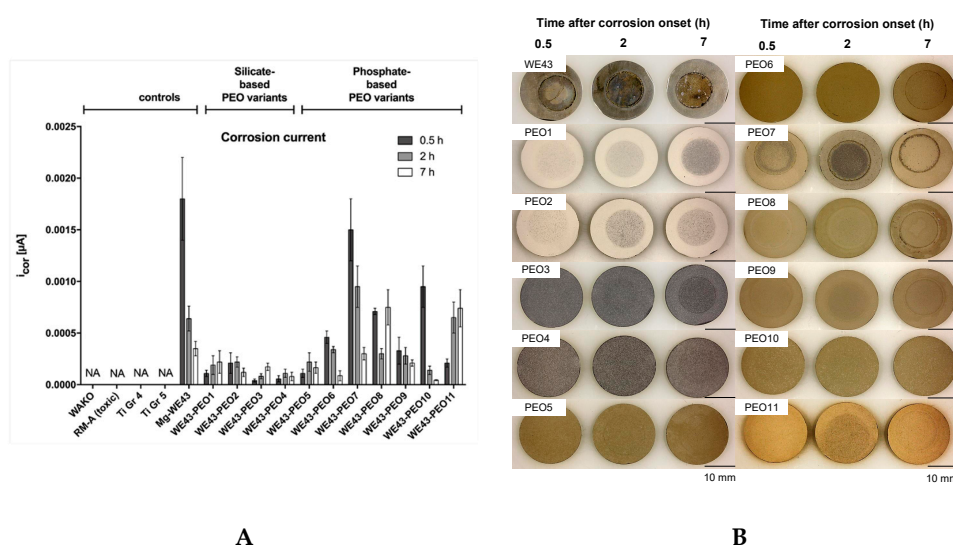 Silicate-
based
PEO variants
Phosphate-
based
PEO variants
controls
Corrosion current
0.5 h
2 h
7 h
i_cor [µA]
0.0025
0.0020
0.0015
0.0010
0.0005
0.0000
NA NA NA NA
WAKO
RM-A (toxic)
Ti Gr 4
Ti Gr 5
Mg-WE43
WE43-PEO1
WE43-PEO2
WE43-PEO3
WE43-PEO4
WE43-PEO5
WE43-PEO6
WE43-PEO7
WE43-PEO8
WE43-PEO9
WE43-PEO10
WE43-PEO11
A
Time after corrosion onset (h)
0.5 2 7
WE43
PEO1
PEO2
PEO3
PEO4
PEO5
10 mm
Time after corrosion onset (h)
0.5 2 7
PEO6
PEO7
PEO8
PEO9
PEO10
PEO11
10 mm
B